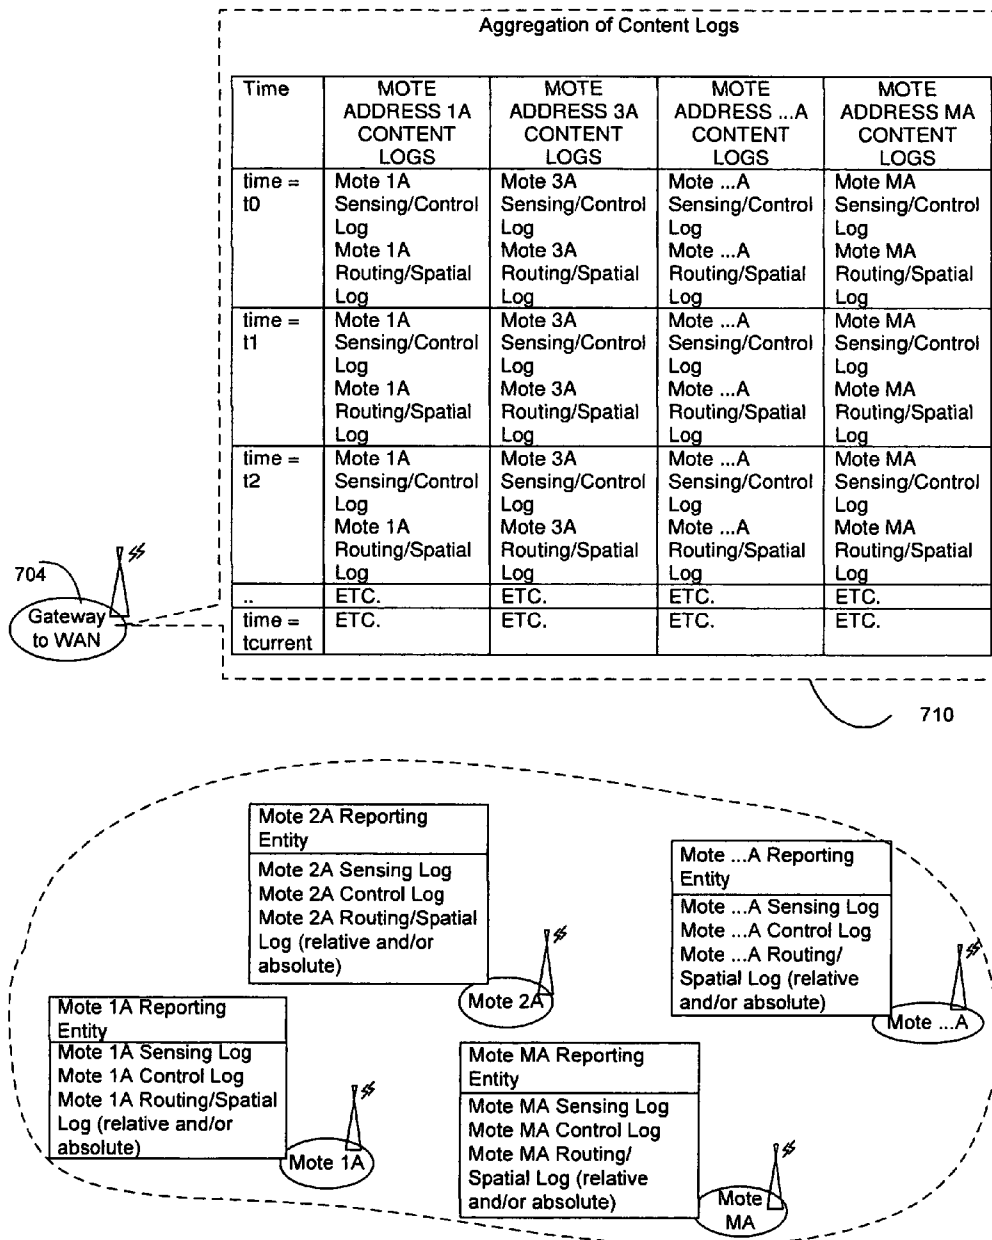 Aggregation of Content Logs
Time
MOTE
ADDRESS 1A
CONTENT
LOGS
MOTE
ADDRESS 3A
CONTENT
LOGS
MOTE
ADDRESS ...A
CONTENT
LOGS
MOTE
ADDRESS MA
CONTENT
LOGS
time =
t0
Mote 1A
Sensing/Control
Log
Mote 1A
Routing/Spatial
Log
Mote 3A
Sensing/Control
Log
Mote 3A
Routing/Spatial
Log
Mote ...A
Sensing/Control
Log
Mote ...A
Routing/Spatial
Log
Mote MA
Sensing/Control
Log
Mote MA
Routing/Spatial
Log
time =
t1
Mote 1A
Sensing/Control
Log
Mote 1A
Routing/Spatial
Log
Mote 3A
Sensing/Control
Log
Mote 3A
Routing/Spatial
Log
Mote ...A
Sensing/Control
Log
Mote ...A
Routing/Spatial
Log
Mote MA
Sensing/Control
Log
Mote MA
Routing/Spatial
Log
time =
t2
Mote 1A
Sensing/Control
Log
Mote 1A
Routing/Spatial
Log
Mote 3A
Sensing/Control
Log
Mote 3A
Routing/Spatial
Log
Mote ...A
Sensing/Control
Log
Mote ...A
Routing/Spatial
Log
Mote MA
Sensing/Control
Log
Mote MA
Routing/Spatial
Log
..
ETC.
ETC.
ETC.
ETC.
time =
tcurrent
ETC.
ETC.
ETC.
ETC.
704
Gateway
to WAN
710
Mote 2A Reporting
Entity
Mote 2A Sensing Log
Mote 2A Control Log
Mote 2A Routing/Spatial
Log (relative and/or
absolute)
Mote 2A
Mote ...A Reporting
Entity
Mote ...A Sensing Log
Mote ...A Control Log
Mote ...A Routing/
Spatial Log (relative
and/or absolute)
Mote ...A
Mote 1A Reporting
Entity
Mote 1A Sensing Log
Mote 1A Control Log
Mote 1A Routing/Spatial
Log (relative and/or
absolute)
Mote 1A
Mote MA Reporting
Entity
Mote MA Sensing Log
Mote MA Control Log
Mote MA Routing/
Spatial Log (relative
and/or absolute)
Mote
MA